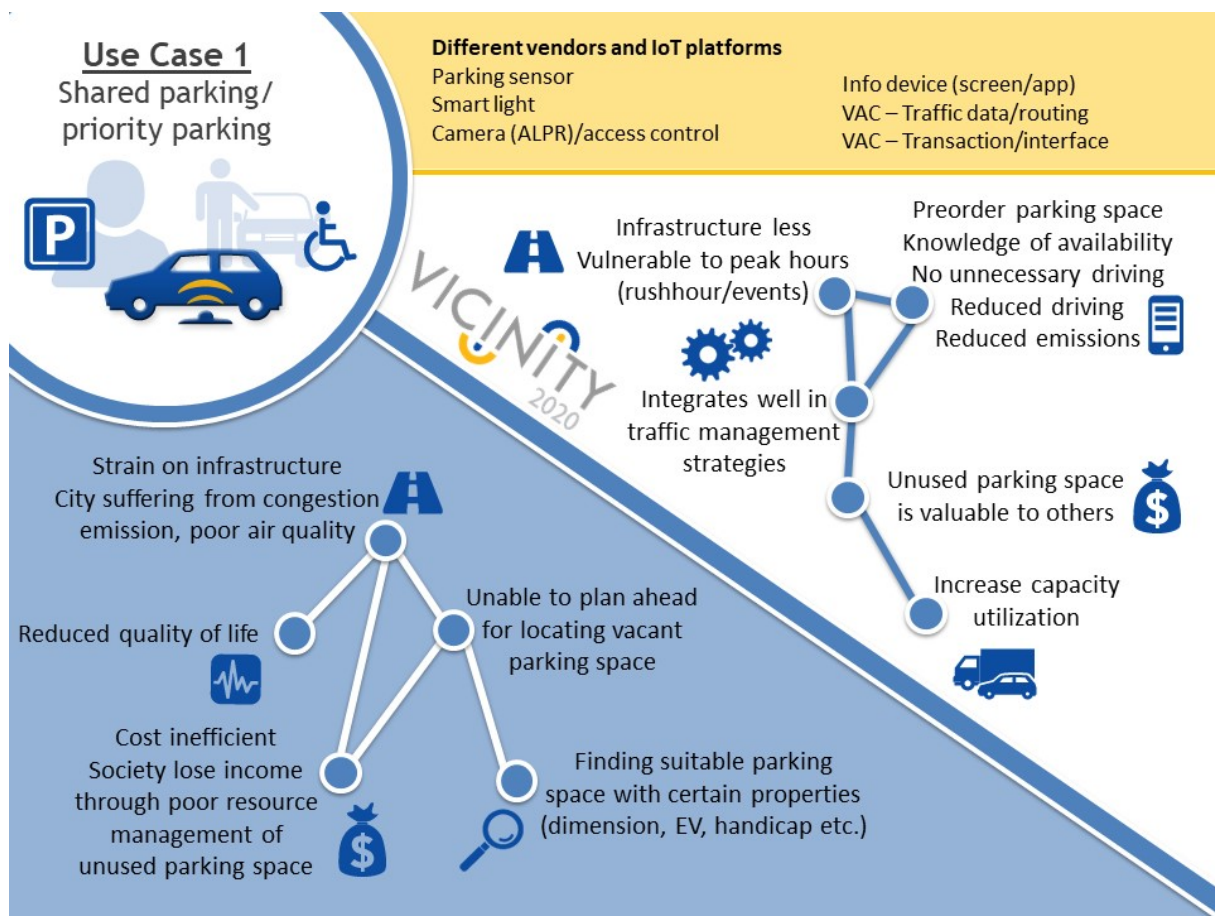 Use Case 1
Shared parking/
priority parking
P
Different vendors and IoT platforms
Parking sensor
Smart light
Camera (ALPR)/access control
Info device (screen/app)
VAC – Traffic data/routing
VAC – Transaction/interface
VICINITY
2020
Infrastructure less
Vulnerable to peak hours
(rushhour/events)
Preorder parking space
Knowledge of availability
No unnecessary driving
Reduced driving
Reduced emissions
Integrates well in
traffic management
strategies
Unused parking space
is valuable to others
$
Increase capacity
utilization
Strain on infrastructure
City suffering from congestion
emission, poor air quality
Reduced quality of life
Unable to plan ahead
for locating vacant
parking space
Cost inefficient
Society lose income
through poor resource
management of
unused parking space
$
Finding suitable parking
space with certain properties
(dimension, EV, handicap etc.)